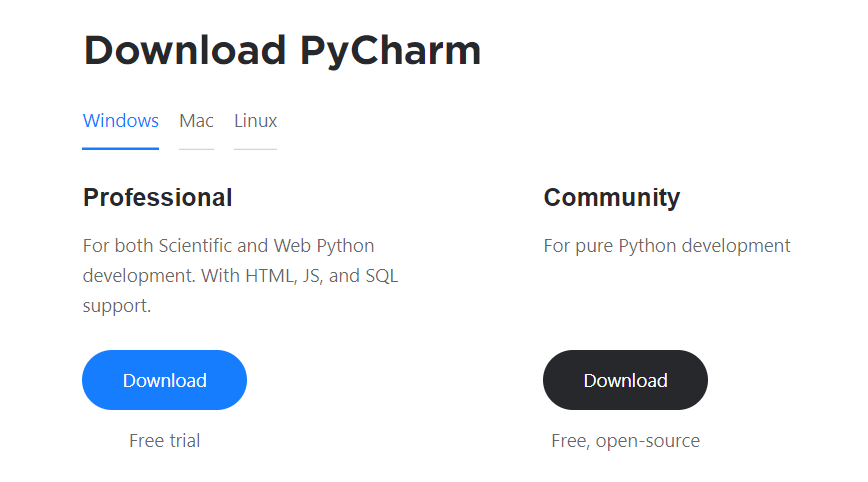 Download PyCharm
Windows Mac Linux
Professional
For both Scientific and Web Python
development. With HTML, JS, and SQL
support.
Download
Free trial
Community
For pure Python development
Download
Free, open-source